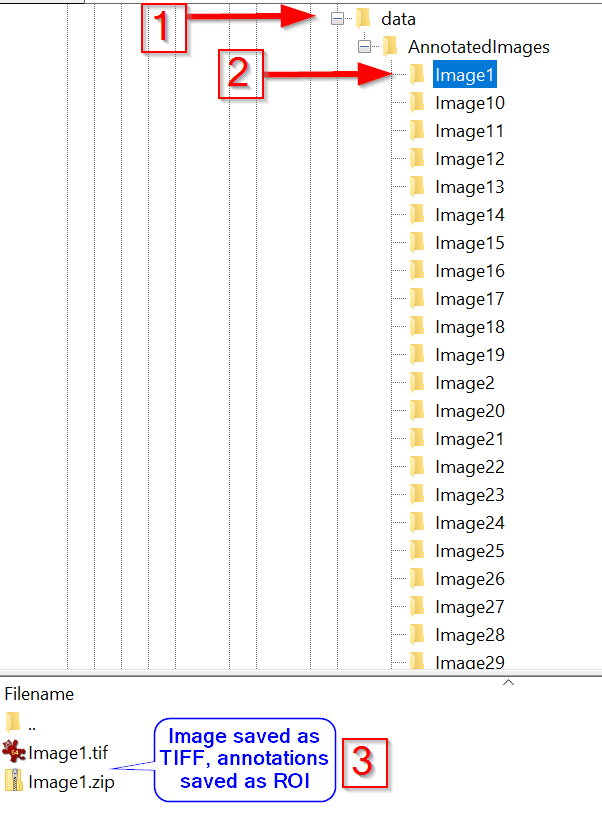 1
data
AnnotatedImages
2
Image1
Image10
Image11
Image12
Image13
Image14
Image15
Image16
Image17
Image18
Image19
Image2
Image20
Image21
Image22
Image23
Image24
Image25
Image26
Image27
Image28
Image29
Filename
..
Image1.tif
Image1.zip
Image saved as
TIFF, annotations
saved as ROI
3